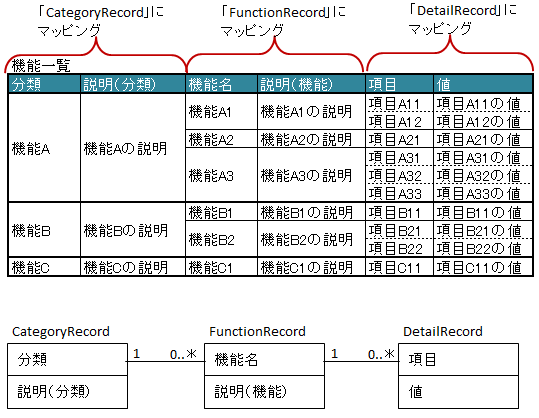 「CategoryRecord」に
マッピング
「FunctionRecord」に
マッピング
「DetailRecord」に
マッピング
機能一覧
分類 説明(分類) 機能名 説明(機能) 項目 値
機能A 機能Aの説明 機能A1 機能A1の説明 項目A11 項目A11の値
項目A12 項目A12の値
機能A2 機能A2の説明 項目A21 項目A21の値
機能A3 機能A3の説明 項目A31 項目A31の値
項目A32 項目A32の値
項目A33 項目A33の値
機能B 機能Bの説明 機能B1 機能B1の説明 項目B11 項目B11の値
機能B2 機能B2の説明 項目B21 項目B21の値
項目B22 項目B22の値
機能C 機能Cの説明 機能C1 機能C1の説明 項目C11 項目C11の値
CategoryRecord FunctionRecord DetailRecord
分類 1 0..＊ 機能名 1 0..＊ 項目
説明(分類) 説明(機能) 値